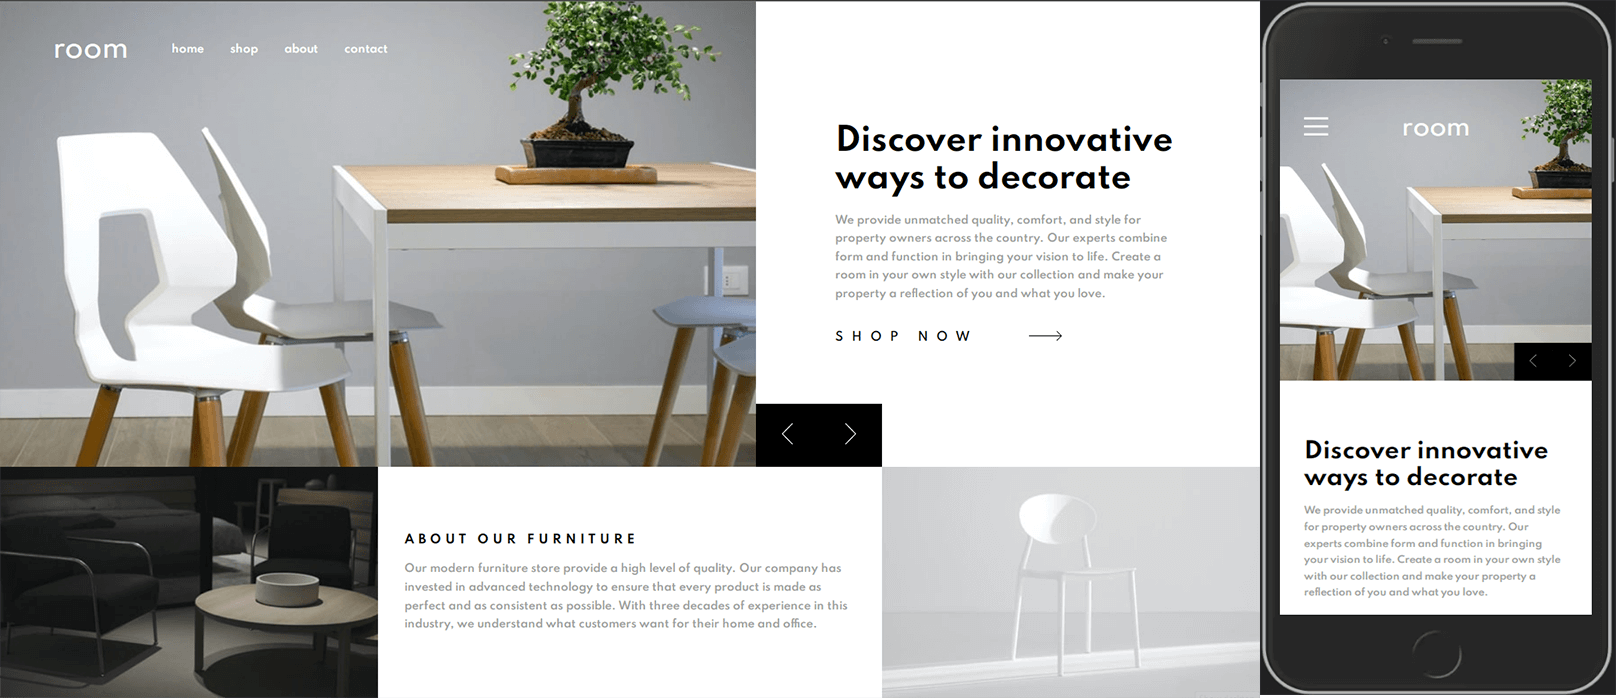 room
home shop about contact
Discover innovative
ways to decorate
We provide unmatched quality, comfort, and style for
property owners across the country. Our experts combine
form and function in bringing your vision to life. Create a
room in your own style with our collection and make your
property a reflection of you and what you love.
SHOP NOW
ABOUT OUR FURNITURE
Our modern furniture store provide a high level of quality. Our company has
invested in advanced technology to ensure that every product is made as
perfect and as consistent as possible. With three decades of experience in this
industry, we understand what customers want for their home and office.
room
Discover innovative
ways to decorate
We provide unmatched quality, comfort, and style
for property owners across the country. Our
experts combine form and function in bringing
your vision to life. Create a room in your own style
with our collection and make your property a
reflection of you and what you love.